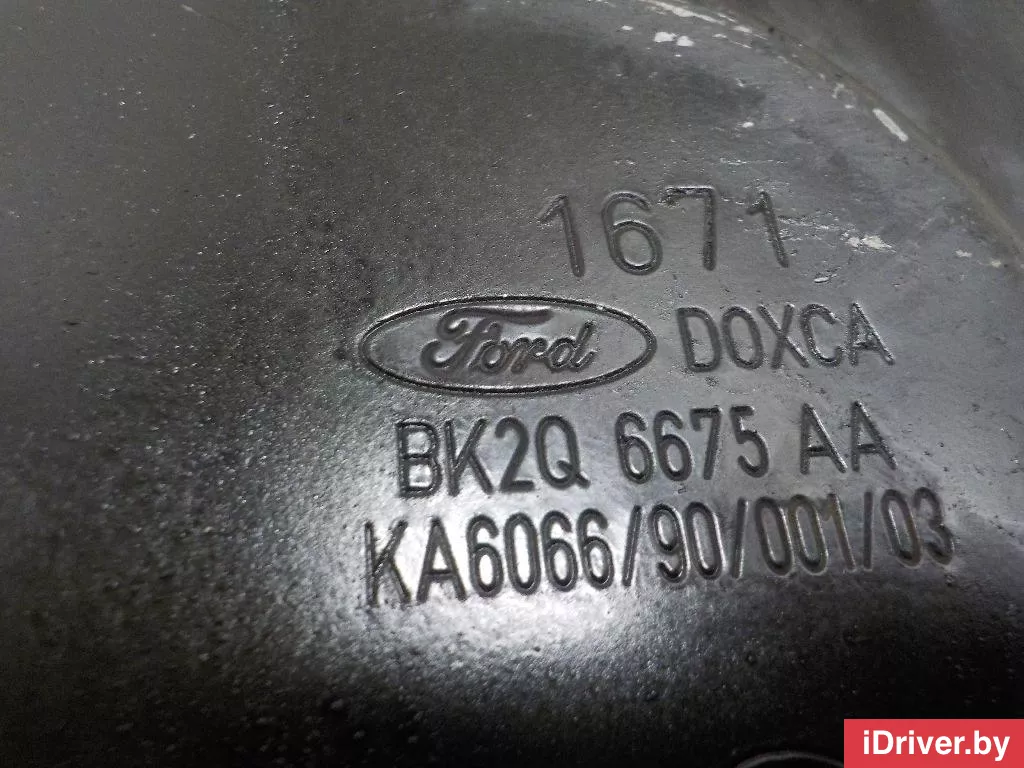 1671
Ford DOXCA
BK2Q 6675 AA
KA6066/90/001/03
iDriver.by